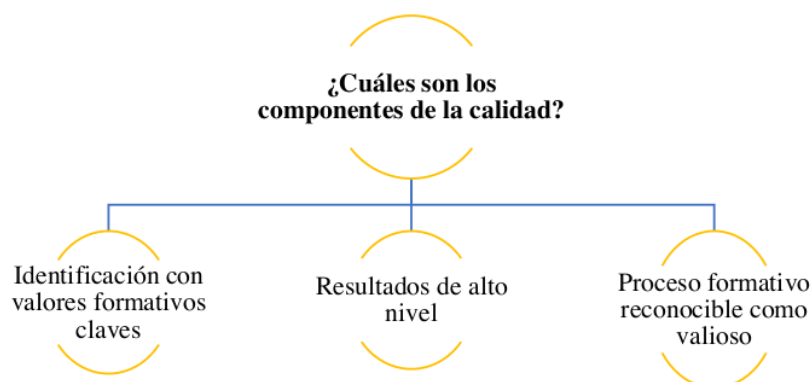 ¿Cuáles son los
componentes de la calidad?
Identificación con
valores formativos
claves
Resultados de alto
nivel
Proceso formativo
reconocible como
valioso